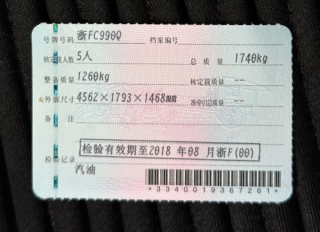 号牌号码 浙FC990Q 档案编号
核定载人数 5人 总质量 1740kg
整备质量 1260kg 核定载质量 --
外廓尺寸 4562×1793×1468mm 准牵引总质量 --
备注
检验有效期至2018年08月浙F(00)
检验记录
汽油
*3340019367261*